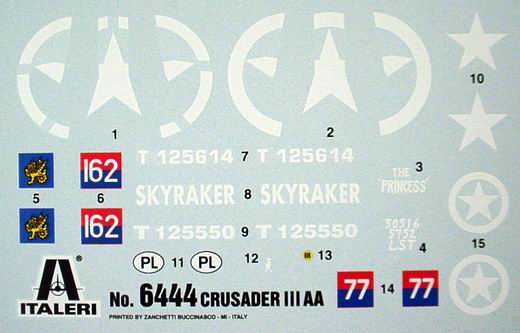 10
1
2
T 125614 7 T 125614
162
3
THE
'PRINCESS'
5
6
SKYRAKER 8 SKYRAKER
162
T 125550 9 T 125550
50516
5752
LST
4
15
PL 11 PL
12
18 13
ITALERI®
No. 6444 CRUSADER III AA
77 14 77
PRINTED BY ZANCHETTI BUCCINASCO - MI - ITALY